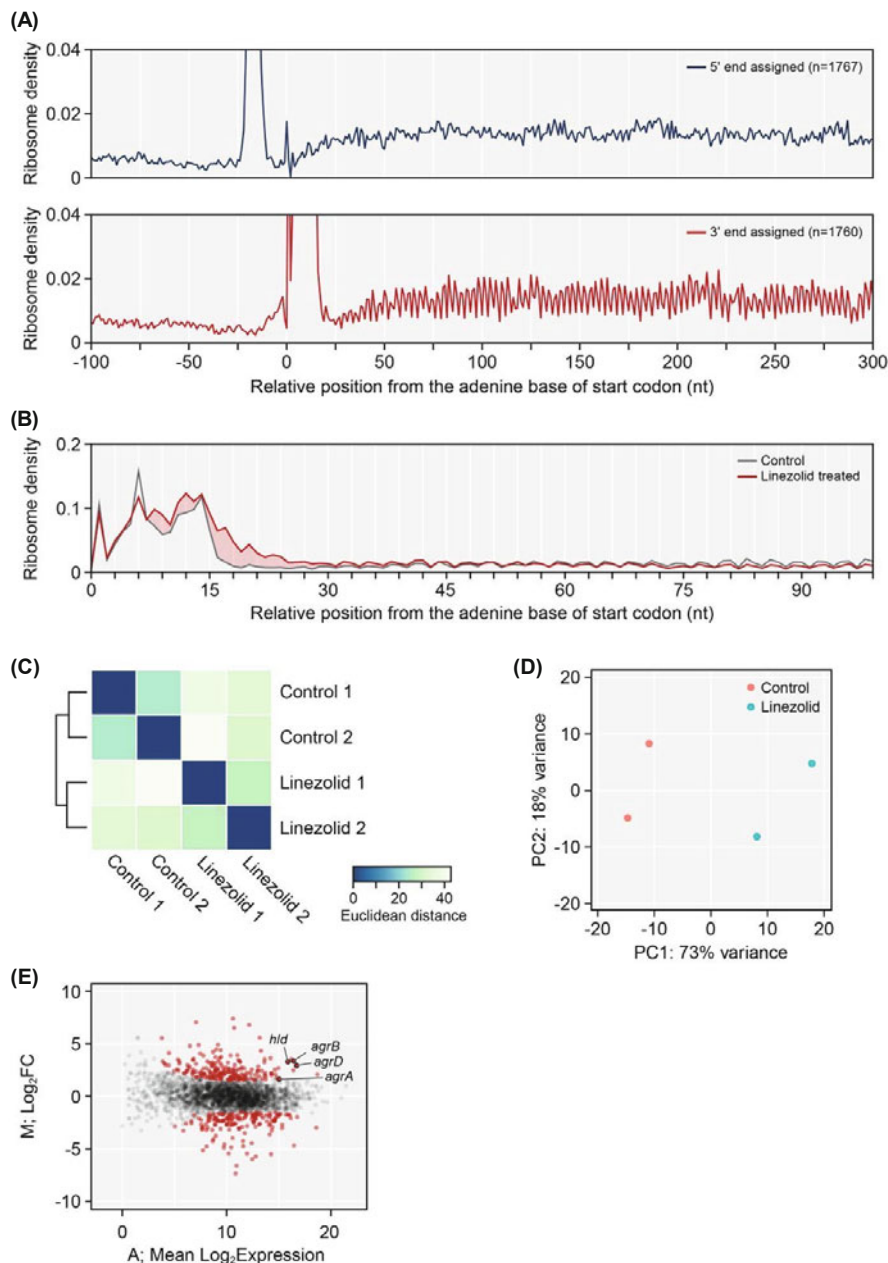 (A)
Ribosome density
0.04
0.02
0
5' end assigned (n=1767)
Ribosome density
0.04
0.02
0
3' end assigned (n=1760)
-100 -50 0 50 100 150 200 250 300
Relative position from the adenine base of start codon (nt)
(B)
Ribosome density
0.2
0.1
0
Control
Linezolid treated
0 15 30 45 60 75 90
Relative position from the adenine base of start codon (nt)
(C)
Control 1
Control 2
Linezolid 1
Linezolid 2
Control 1
Control 2
Linezolid 1
Linezolid 2
0 20 40
Euclidean distance
(D)
PC2: 18% variance
20
10
0
-10
-20
Control
Linezolid
-20 -10 0 10 20
PC1: 73% variance
(E)
M; Log₂FC
10
5
0
-5
-10
hld
agrB
agrD
agrA
0 10 20
A; Mean Log₂Expression